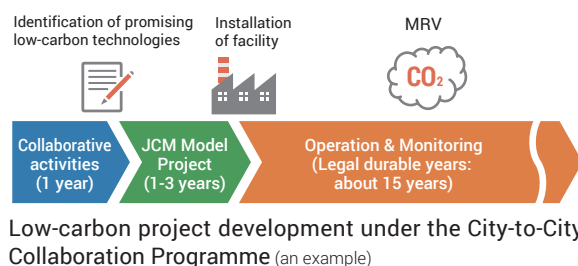 Identification of promising
low-carbon technologies
Installation
of facility
MRV
CO₂
Collaborative
activities
(1 year)
JCM Model
Project
(1-3 years)
Operation & Monitoring
(Legal durable years:
about 15 years)
Low-carbon project development under the City-to-City
Collaboration Programme (an example)